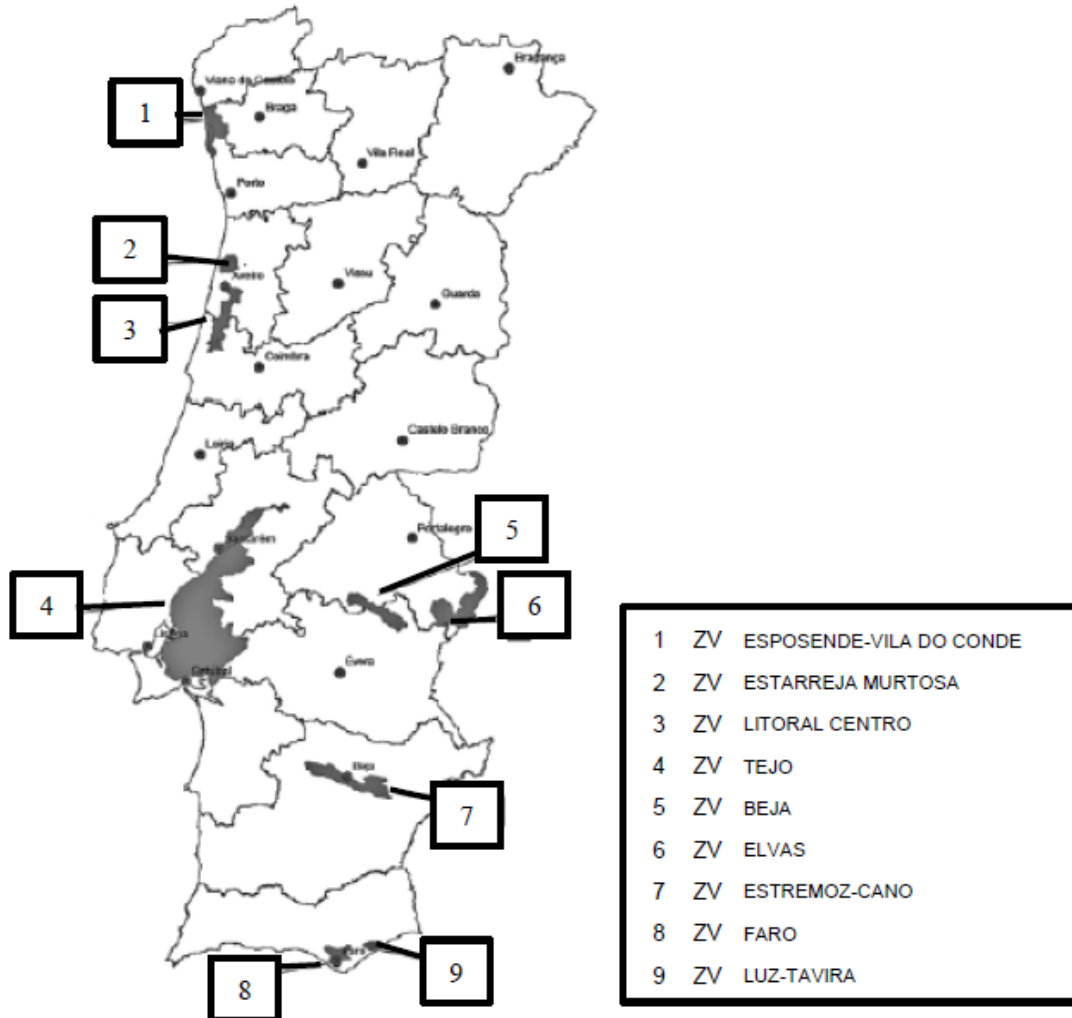 Bragança
Viana do Castelo
1
Braga
Vila Real
Porto
2
Aveiro
Viseu
Guarda
3
Coimbra
Castelo Branco
Leiria
5
Portalegre
Santarém
4
6
Lisboa
Setúbal
Évora
Beja
7
Faro
8
9
1 ZV ESPOSENDE-VILA DO CONDE
2 ZV ESTARREJA MURTOSA
3 ZV LITORAL CENTRO
4 ZV TEJO
5 ZV BEJA
6 ZV ELVAS
7 ZV ESTREMOZ-CANO
8 ZV FARO
9 ZV LUZ-TAVIRA